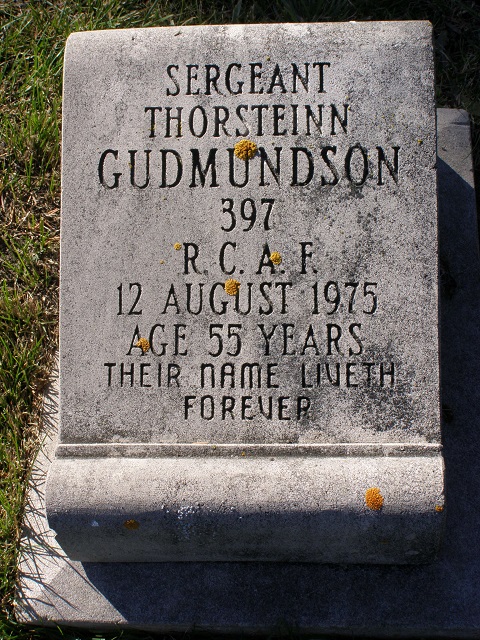 SERGEANT
THORSTEINN
GUDMUNDSON
397
R. C. A. F.
12 AUGUST 1975
AGE 55 YEARS
THEIR NAME LIVETH
FOREVER